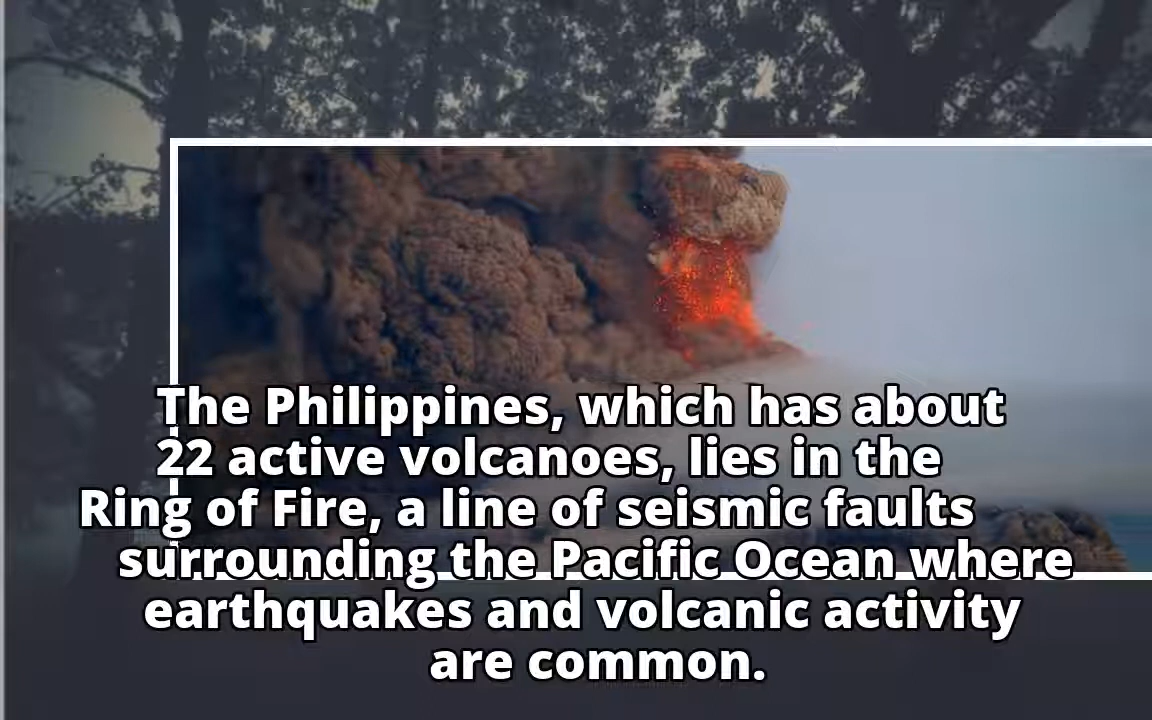 The Philippines, which has about
22 active volcanoes, lies in the
Ring of Fire, a line of seismic faults
surrounding the Pacific Ocean where
earthquakes and volcanic activity
are common.